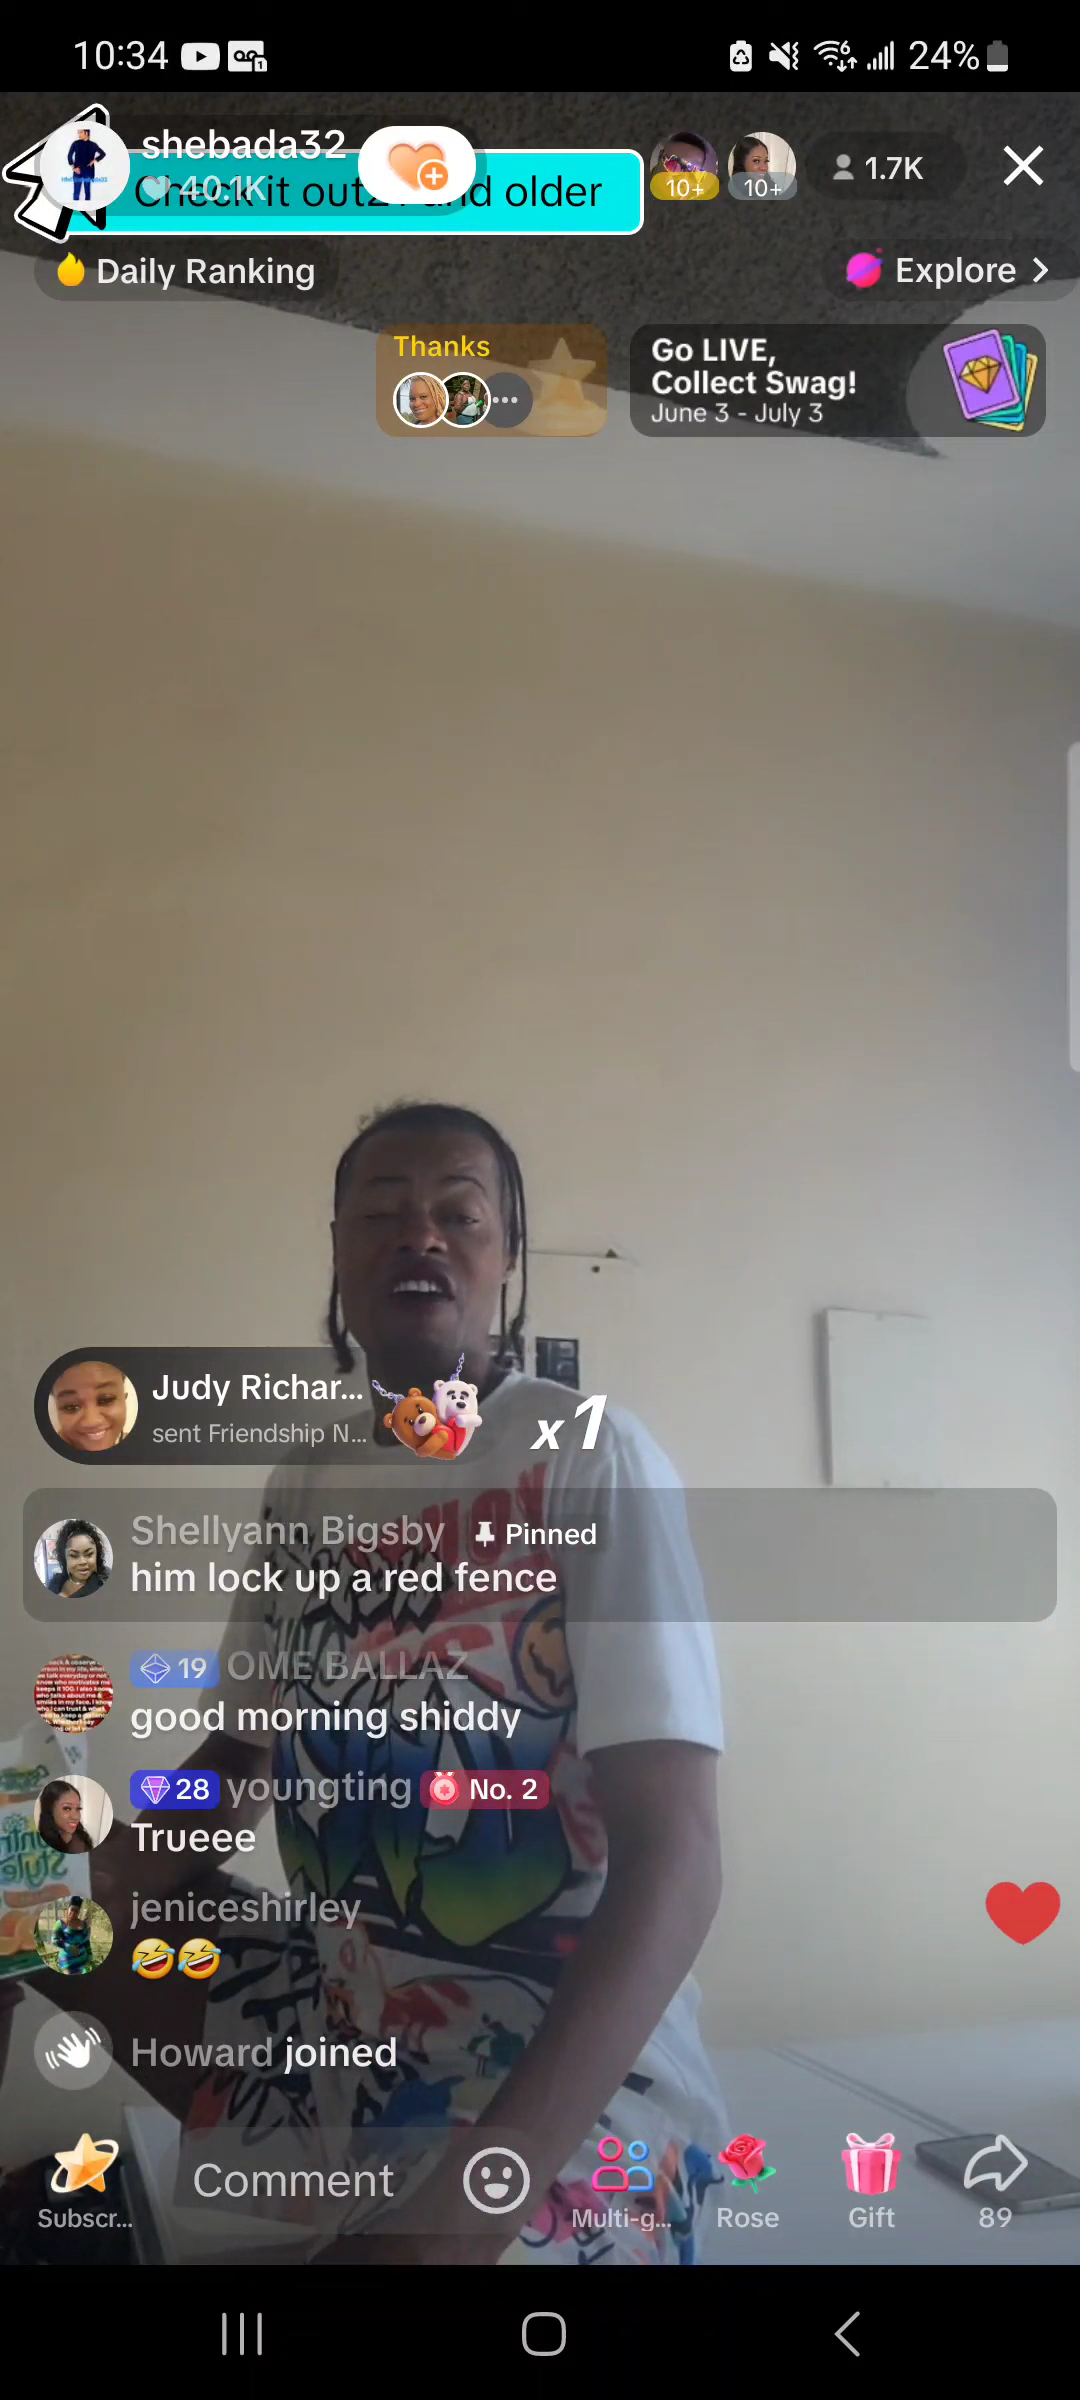 10:34
24%
shebada32
40.1K
Check it out
nd older
10+
10+
1.7K
Daily Ranking
Explore
Thanks
Go LIVE,
Collect Swag!
June 3 - July 3
Judy Richar...
sent Friendship N...
x1
Shellyann Bigsby Pinned
him lock up a red fence
19 OME BALLAZ
good morning shiddy
28 youngting No. 2
Trueee
jeniceshirley
🤣🤣
Howard joined
Comment
Subscr...
Multi-g...
Rose
Gift
89